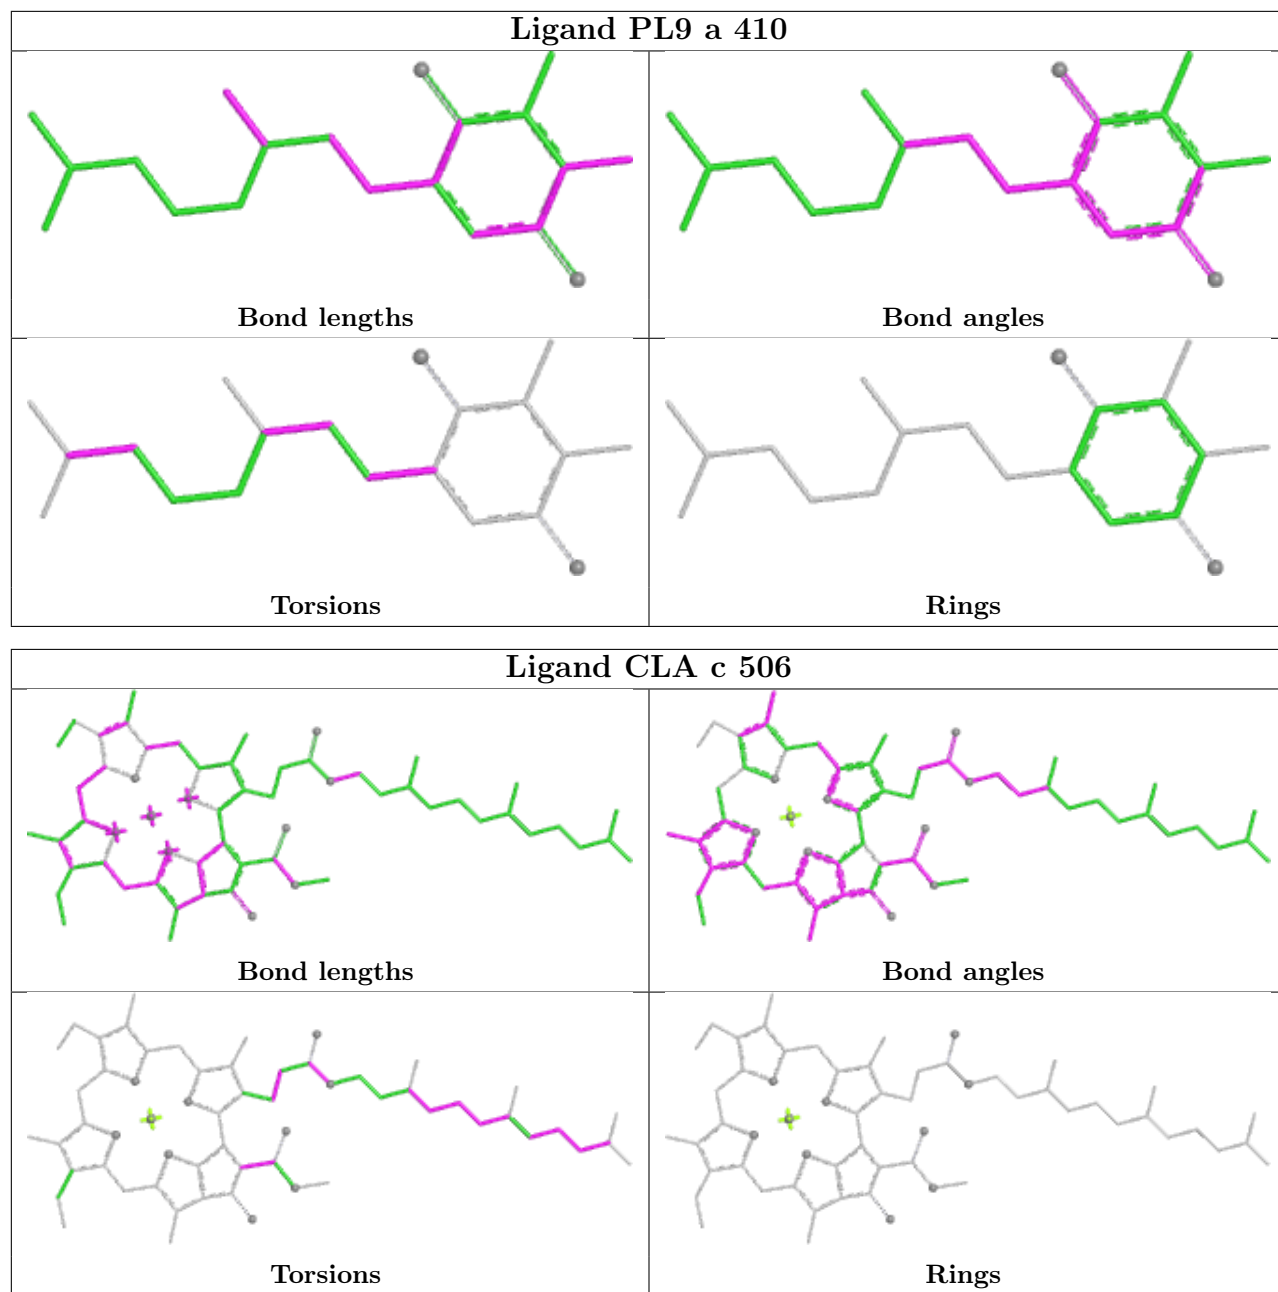 Ligand PL9 a 410
Bond lengths
Bond angles
Torsions
Rings
Ligand CLA c 506
Bond lengths
Bond angles
Torsions
Rings